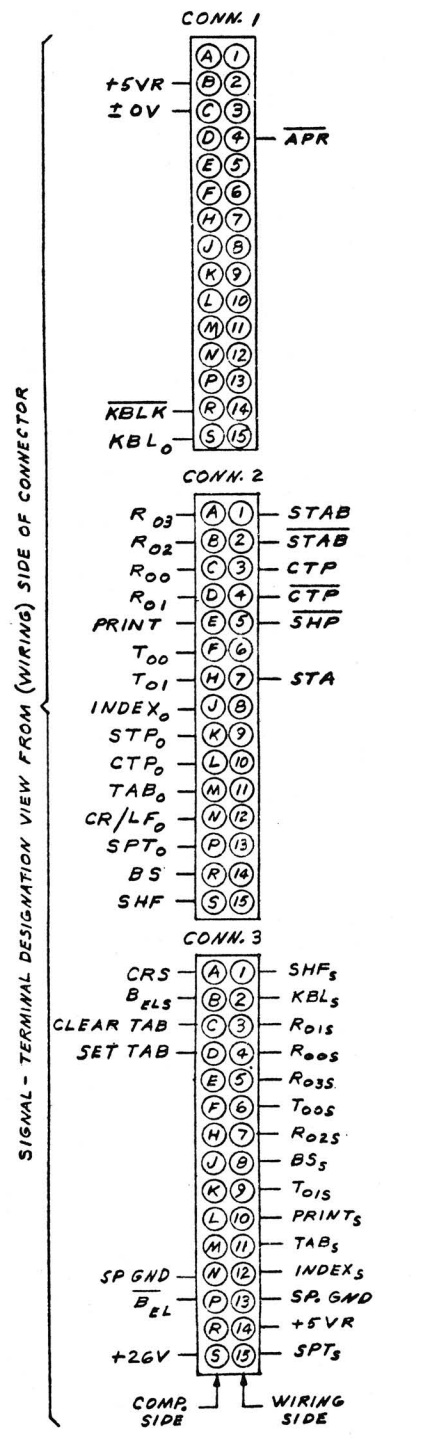 CONN. 1
A 1
+5VR B 2
± 0V C 3
D 4 APR
E 5
F 6
H 7
J 8
K 9
L 10
M 11
N 12
P 13
KBLK R 14
KBL0 S 15
CONN. 2
R03 A 1 STAB
R02 B 2 STAB
R00 C 3 CTP
R01 D 4 CTP
PRINT E 5 SHP
T00 F 6
T01 H 7 STA
INDEX0 J 8
STP0 K 9
CTP0 L 10
TAB0 M 11
CR/LF0 N 12
SPT0 P 13
BS R 14
SHF S 15
CONN. 3
CRS A 1 SHFS
BELS B 2 KBLS
CLEAR TAB C 3 R01S
SET TAB D 4 R00S
E 5 R03S
F 6 T00S
H 7 R02S
J 8 BSS
K 9 T01S
L 10 PRINTS
M 11 TABS
SP GND N 12 INDEXS
BEL P 13 SP. GND
R 14 +5VR
+26V S 15 SPTS
COMP. SIDE
WIRING SIDE
SIGNAL- TERMINAL DESIGNATION VIEW FROM (WIRING) SIDE OF CONNECTOR